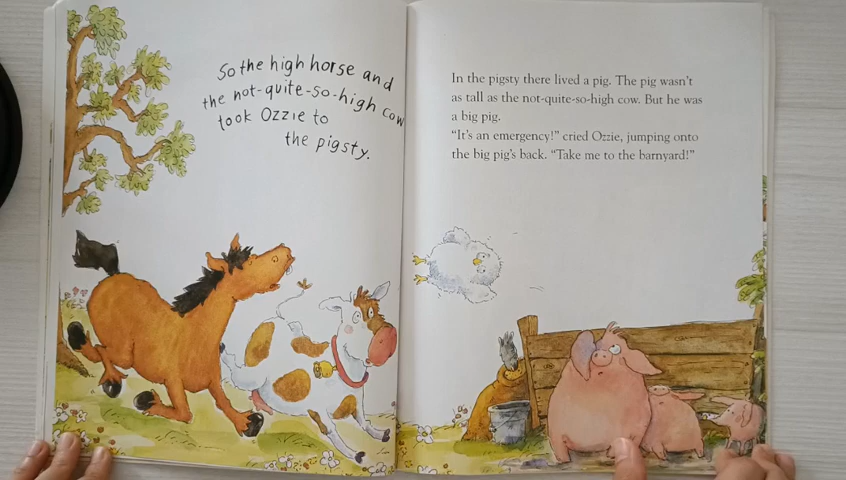 So the high horse and
the not-quite-so-high cow
took Ozzie to
the pigsty.
In the pigsty there lived a pig. The pig wasn't
as tall as the not-quite-so-high cow. But he was
a big pig.
“It's an emergency!” cried Ozzie, jumping onto
the big pig's back. “Take me to the barnyard!”